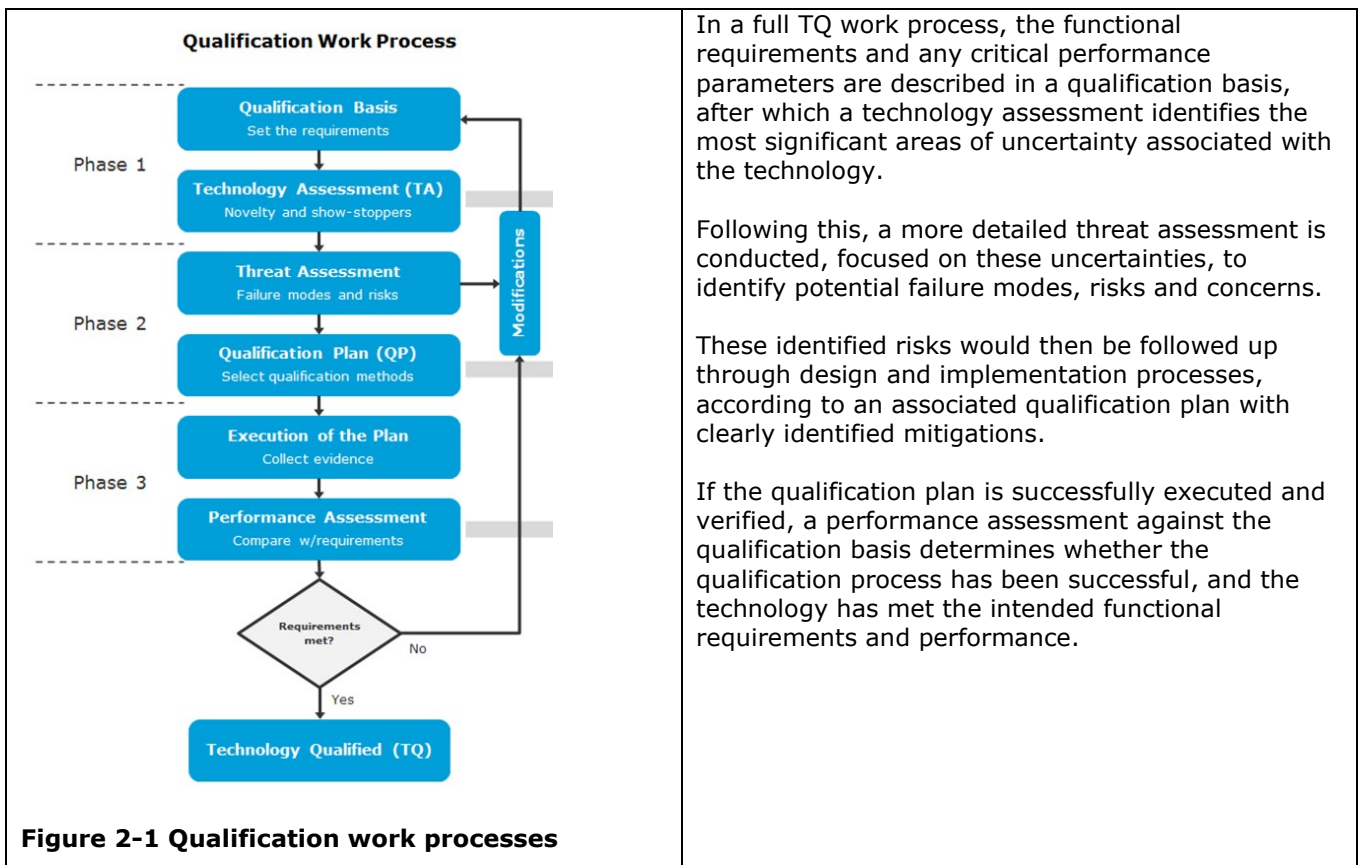 Qualification Work Process
Phase 1
Qualification Basis
Set the requirements
Technology Assessment (TA)
Novelty and show-stoppers
Phase 2
Threat Assessment
Failure modes and risks
Modifications
Qualification Plan (QP)
Select qualification methods
Phase 3
Execution of the Plan
Collect evidence
Performance Assessment
Compare w/requirements
Requirements
met?
No
Yes
Technology Qualified (TQ)
Figure 2-1 Qualification work processes
In a full TQ work process, the functional
requirements and any critical performance
parameters are described in a qualification basis,
after which a technology assessment identifies the
most significant areas of uncertainty associated with
the technology.
Following this, a more detailed threat assessment is
conducted, focused on these uncertainties, to
identify potential failure modes, risks and concerns.
These identified risks would then be followed up
through design and implementation processes,
according to an associated qualification plan with
clearly identified mitigations.
If the qualification plan is successfully executed and
verified, a performance assessment against the
qualification basis determines whether the
qualification process has been successful, and the
technology has met the intended functional
requirements and performance.